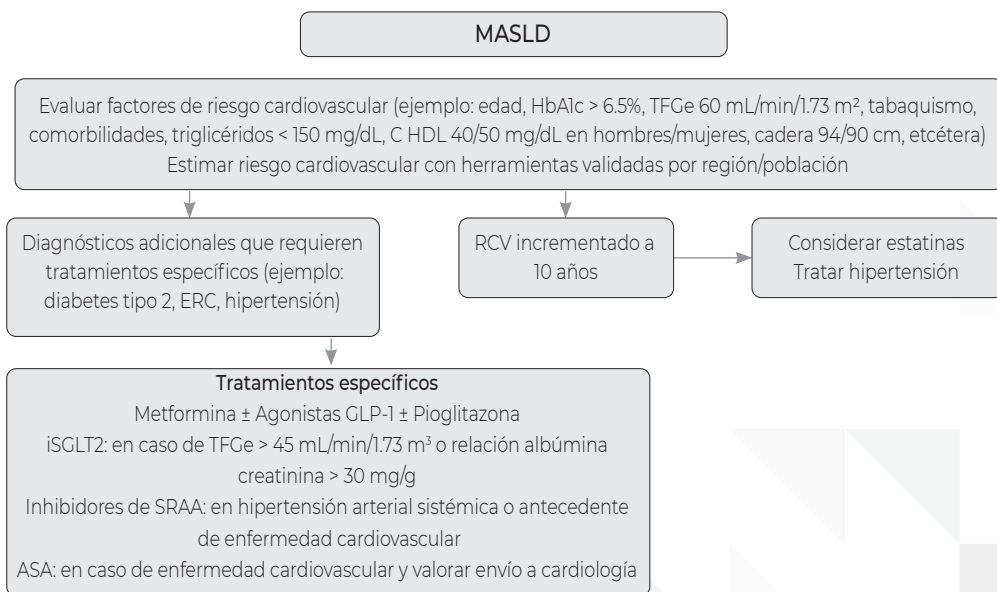 MASLD
Evaluar factores de riesgo cardiovascular (ejemplo: edad, HbA1c > 6.5%, TFGe 60 mL/min/1.73 m², tabaquismo,
comorbilidades, triglicéridos < 150 mg/dL, C HDL 40/50 mg/dL en hombres/mujeres, cadera 94/90 cm, etcétera)
Estimar riesgo cardiovascular con herramientas validadas por región/población
Diagnósticos adicionales que requieren
tratamientos específicos (ejemplo:
diabetes tipo 2, ERC, hipertensión)
RCV incrementado a
10 años
Considerar estatinas
Tratar hipertensión
Tratamientos específicos
Metformina ± Agonistas GLP-1 ± Pioglitazona
iSGLT2: en caso de TFGe > 45 mL/min/1.73 m³ o relación albúmina
creatinina > 30 mg/g
Inhibidores de SRAA: en hipertensión arterial sistémica o antecedente
de enfermedad cardiovascular
ASA: en caso de enfermedad cardiovascular y valorar envío a cardiología